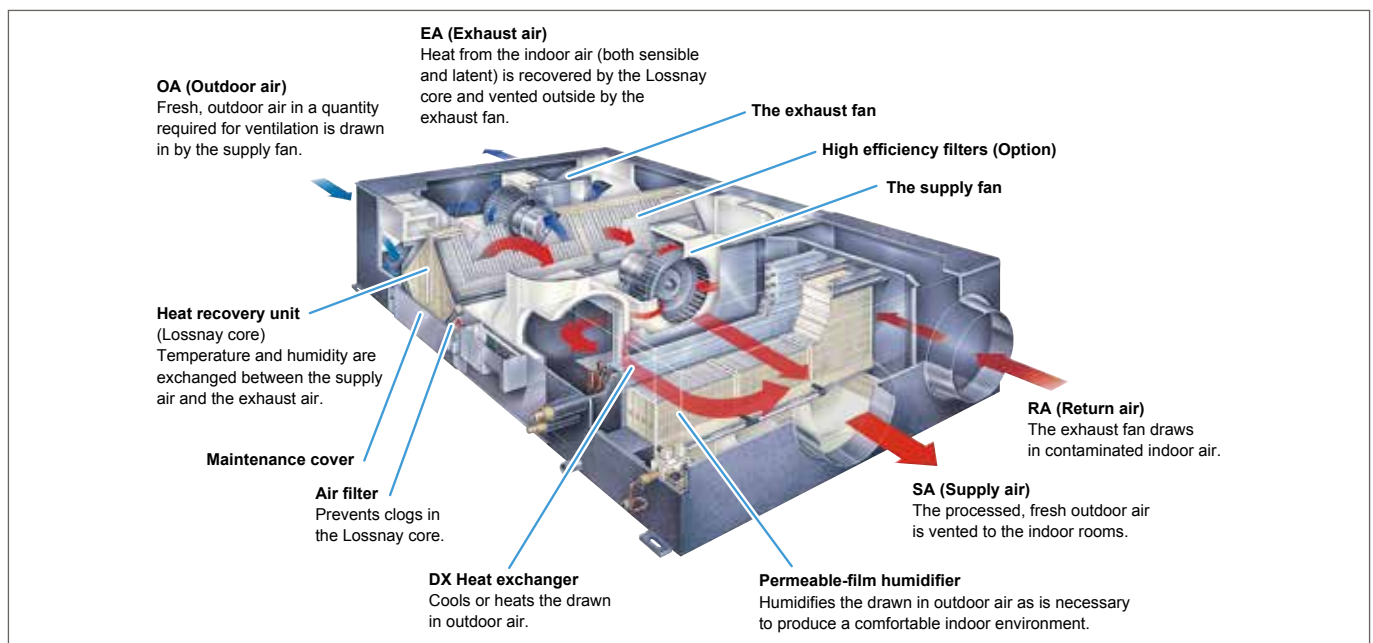 EA (Exhaust air)
Heat from the indoor air (both sensible
and latent) is recovered by the Lossnay
core and vented outside by the
exhaust fan.
OA (Outdoor air)
Fresh, outdoor air in a quantity
required for ventilation is drawn
in by the supply fan.
The exhaust fan
High efficiency filters (Option)
The supply fan
Heat recovery unit
(Lossnay core)
Temperature and humidity are
exchanged between the supply
air and the exhaust air.
Maintenance cover
Air filter
Prevents clogs in
the Lossnay core.
DX Heat exchanger
Cools or heats the drawn
in outdoor air.
RA (Return air)
The exhaust fan draws
in contaminated indoor air.
SA (Supply air)
The processed, fresh outdoor air
is vented to the indoor rooms.
Permeable-film humidifier
Humidifies the drawn in outdoor air as is necessary
to produce a comfortable indoor environment.